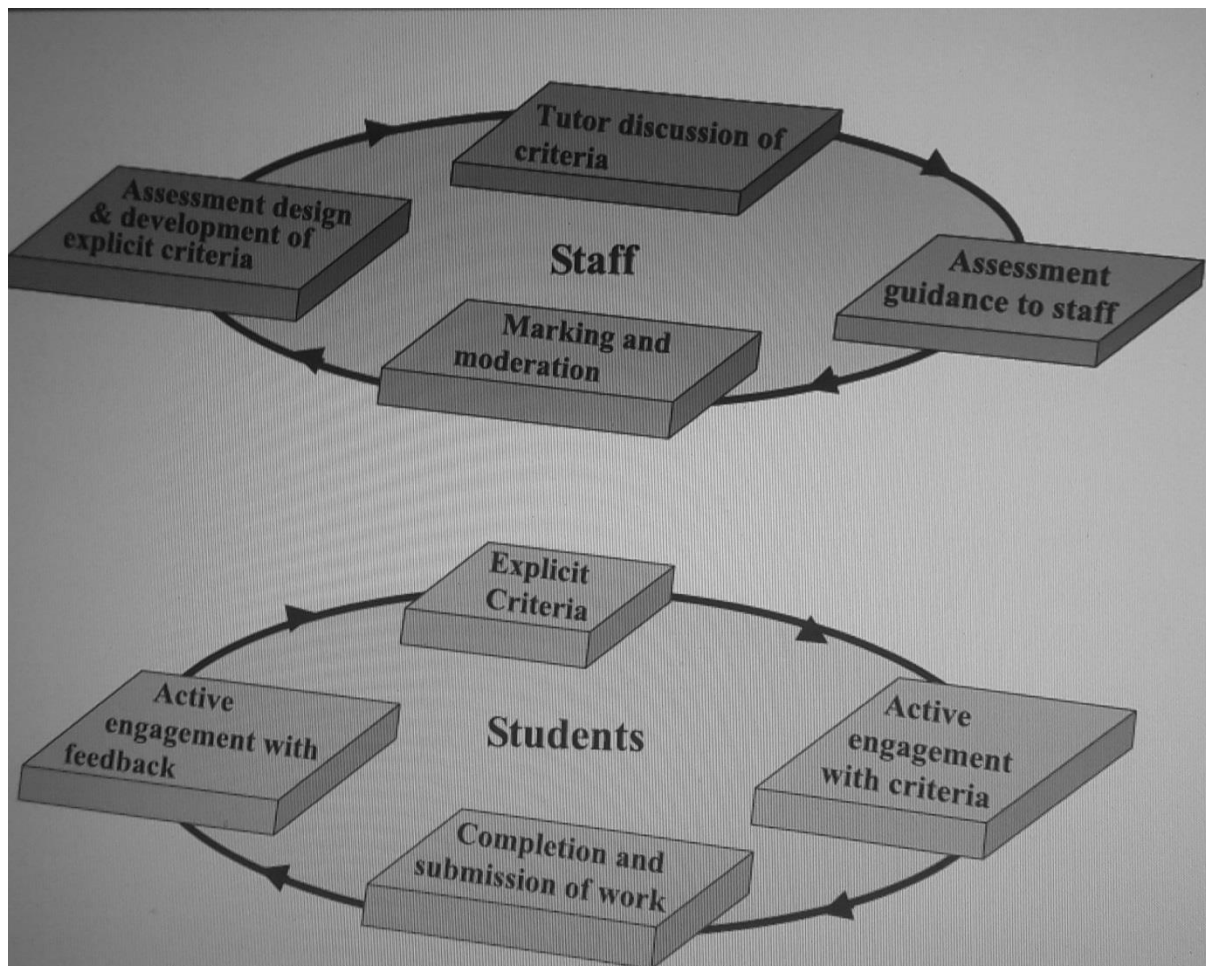 Tutor discussion of
criteria
Assessment design
& development of
explicit criteria
Staff
Assessment
guidance to staff
Marking and
moderation
Explicit
Criteria
Active
engagement with
feedback
Students
Active
engagement
with criteria
Completion and
submission of work